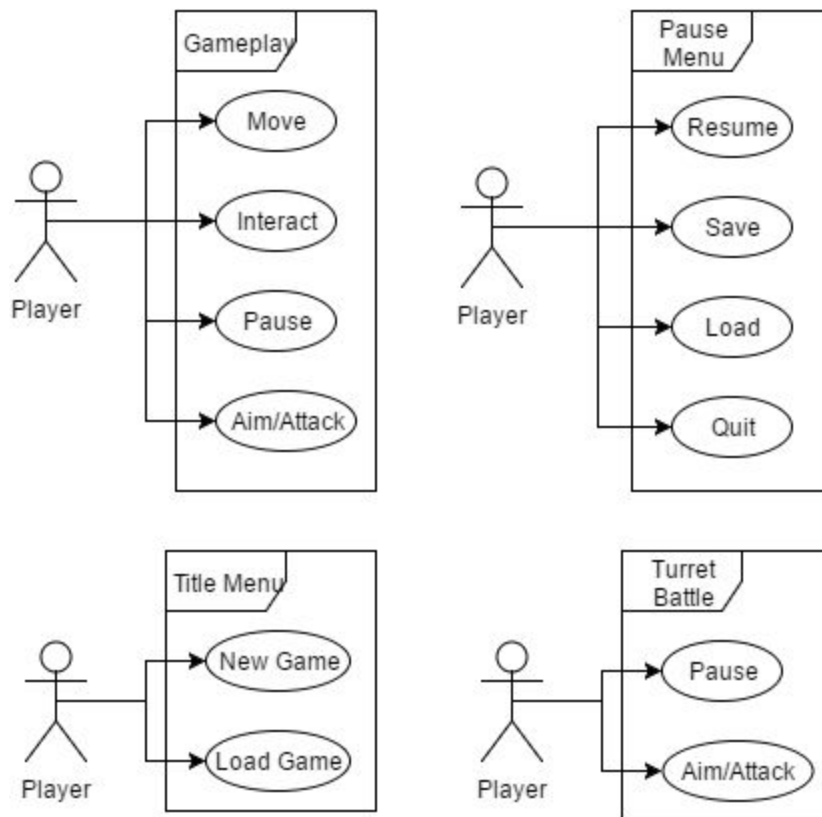 Gameplay
Move
Interact
Pause
Aim/Attack
Player
Pause
Menu
Resume
Save
Load
Quit
Player
Title Menu
New Game
Load Game
Player
Turret
Battle
Pause
Aim/Attack
Player